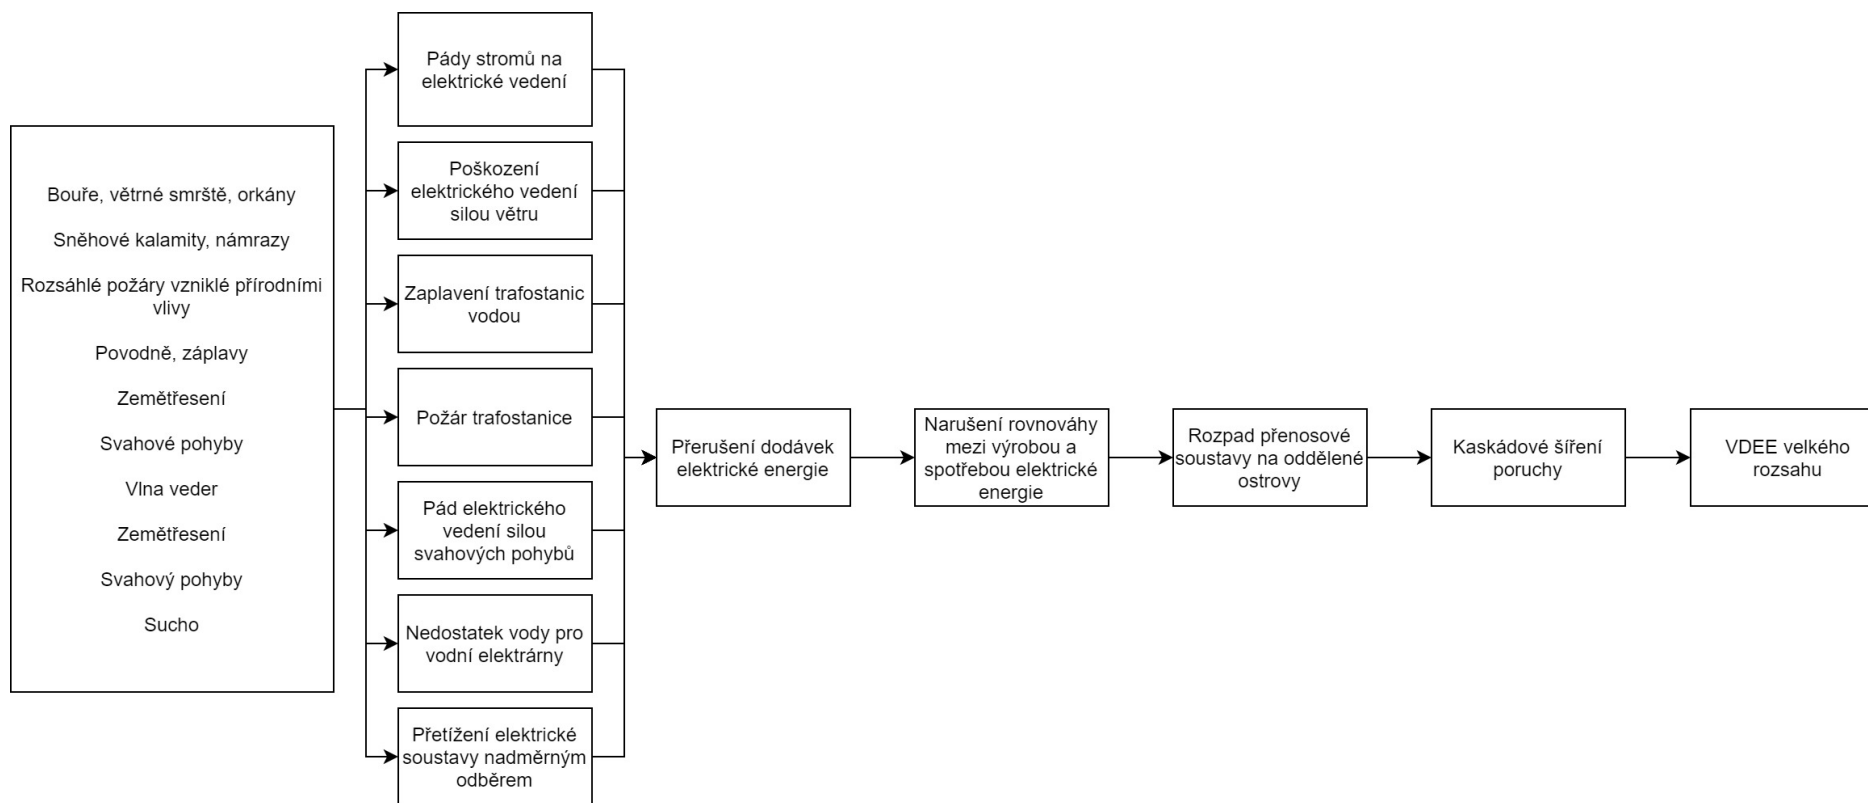 Bouře, větrné smrště, orkány
Sněhové kalamity, námrazy
Rozsáhlé požáry vzniklé přírodními
vlivy
Povodně, záplavy
Zemětřesení
Svahové pohyby
Vlna veder
Zemětřesení
Svahový pohyby
Sucho
Pády stromů na
elektrické vedení
Poškození
elektrického vedení
silou větru
Zaplavení trafostanic
vodou
Požár trafostanice
Pád elektrického
vedení silou
svahových pohybů
Nedostatek vody pro
vodní elektrárny
Přetížení elektrické
soustavy nadměrným
odběrem
Přerušení dodávek
elektrické energie
Narušení rovnováhy
mezi výrobou a
spotřebou elektrické
energie
Rozpad přenosové
soustavy na oddělené
ostrovy
Kaskádové šíření
poruchy
VDEE velkého
rozsahu